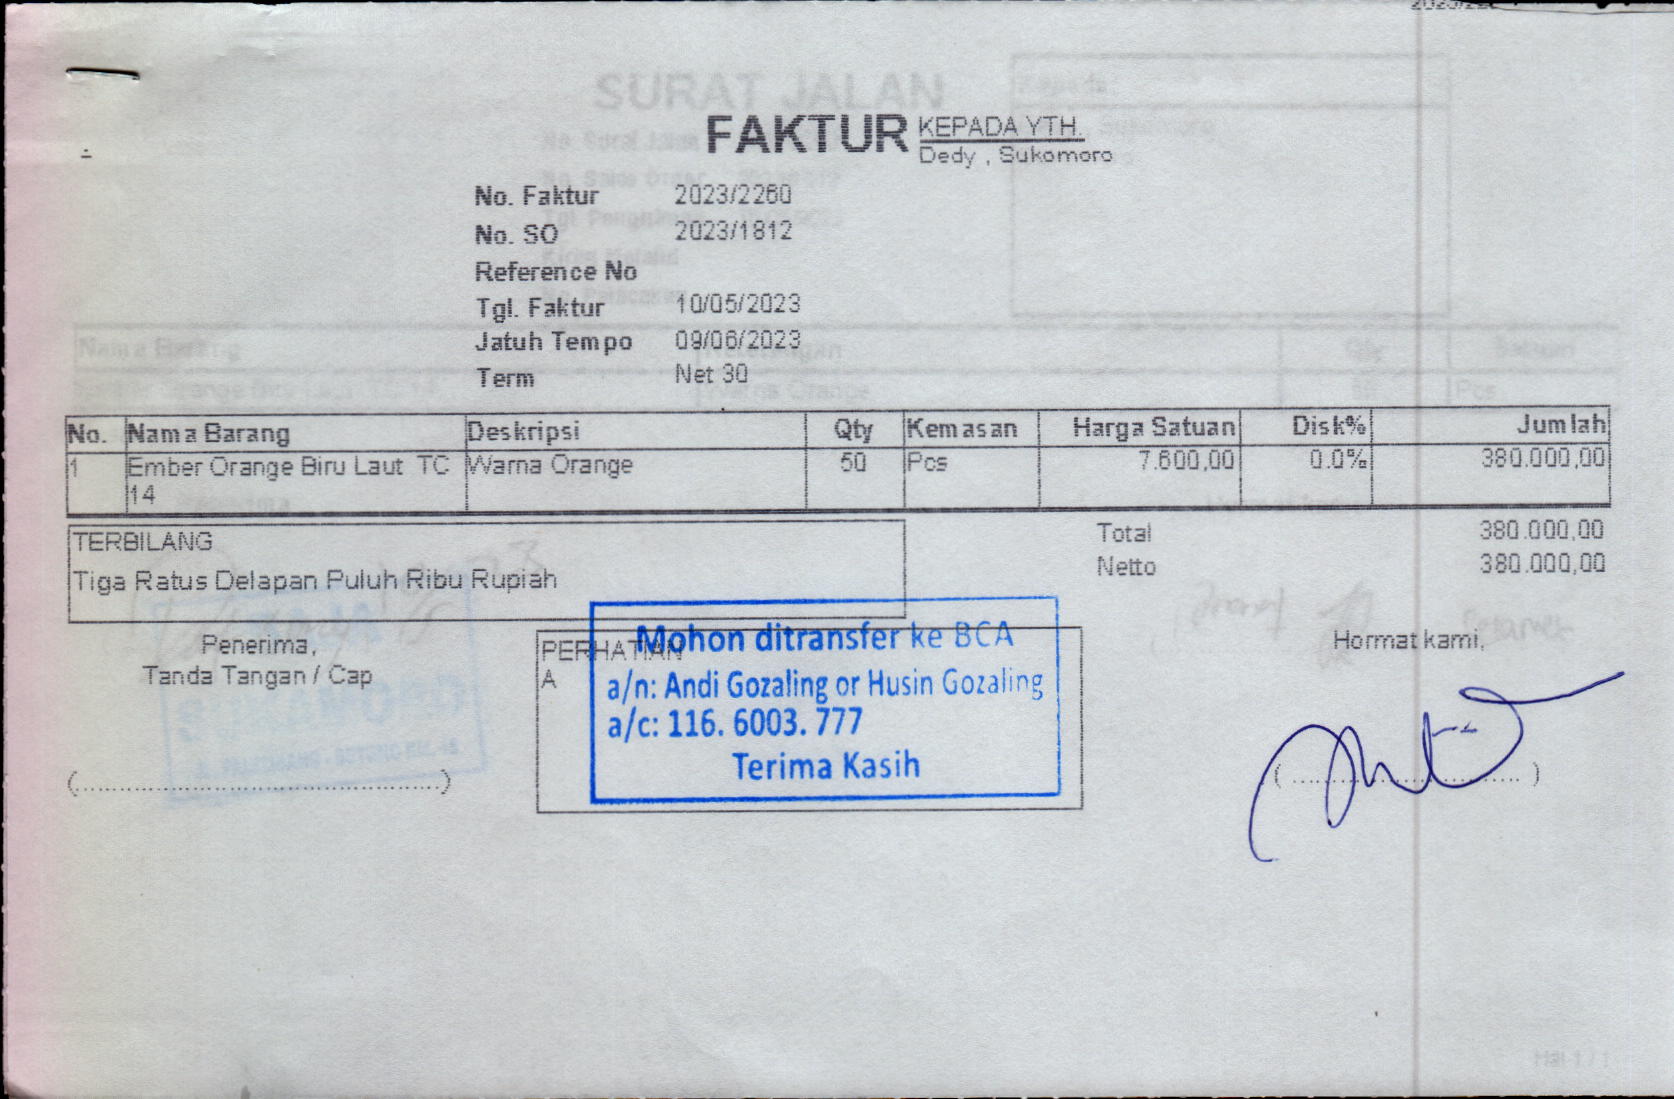 SURAT JALAN
FAKTUR
KEPADA YTH.
Dedy , Sukomoro
No. Faktur 2023/2260
No. SO 2023/1812
Reference No
Tgl. Faktur 10/05/2023
Jatuh Tempo 09/06/2023
Term Net 30
No. Nama Barang Deskripsi Qty Kemasan Harga Satuan Disk% Jumlah
1 Ember Orange Biru Laut TC Warna Orange 50 Pcs 7.600,00 0.0% 380.000,00
14
TERBILANG
Tiga Ratus Delapan Puluh Ribu Rupiah
Total 380.000,00
Netto 380.000,00
Penerima,
Tanda Tangan / Cap
(..........................................)
PERHATIAN
A
Mohon ditransfer ke BCA
a/n: Andi Gozaling or Husin Gozaling
a/c: 116. 6003. 777
Terima Kasih
Hormat kami,
Hal 1 / 1